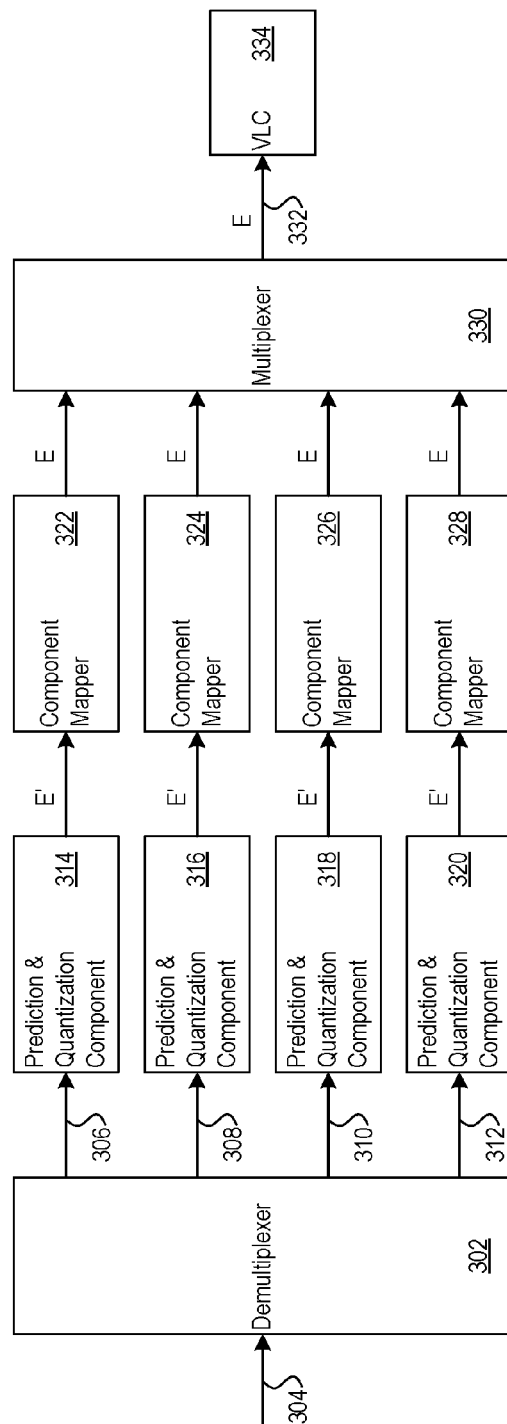 304
Demultiplexer
302
306
308
310
312
Prediction &
Quantization
Component
314
Prediction &
Quantization
Component
316
Prediction &
Quantization
Component
318
Prediction &
Quantization
Component
320
E'
E'
E'
E'
Component
Mapper
322
Component
Mapper
324
Component
Mapper
326
Component
Mapper
328
E
E
E
E
Multiplexer
330
E
332
VLC
334